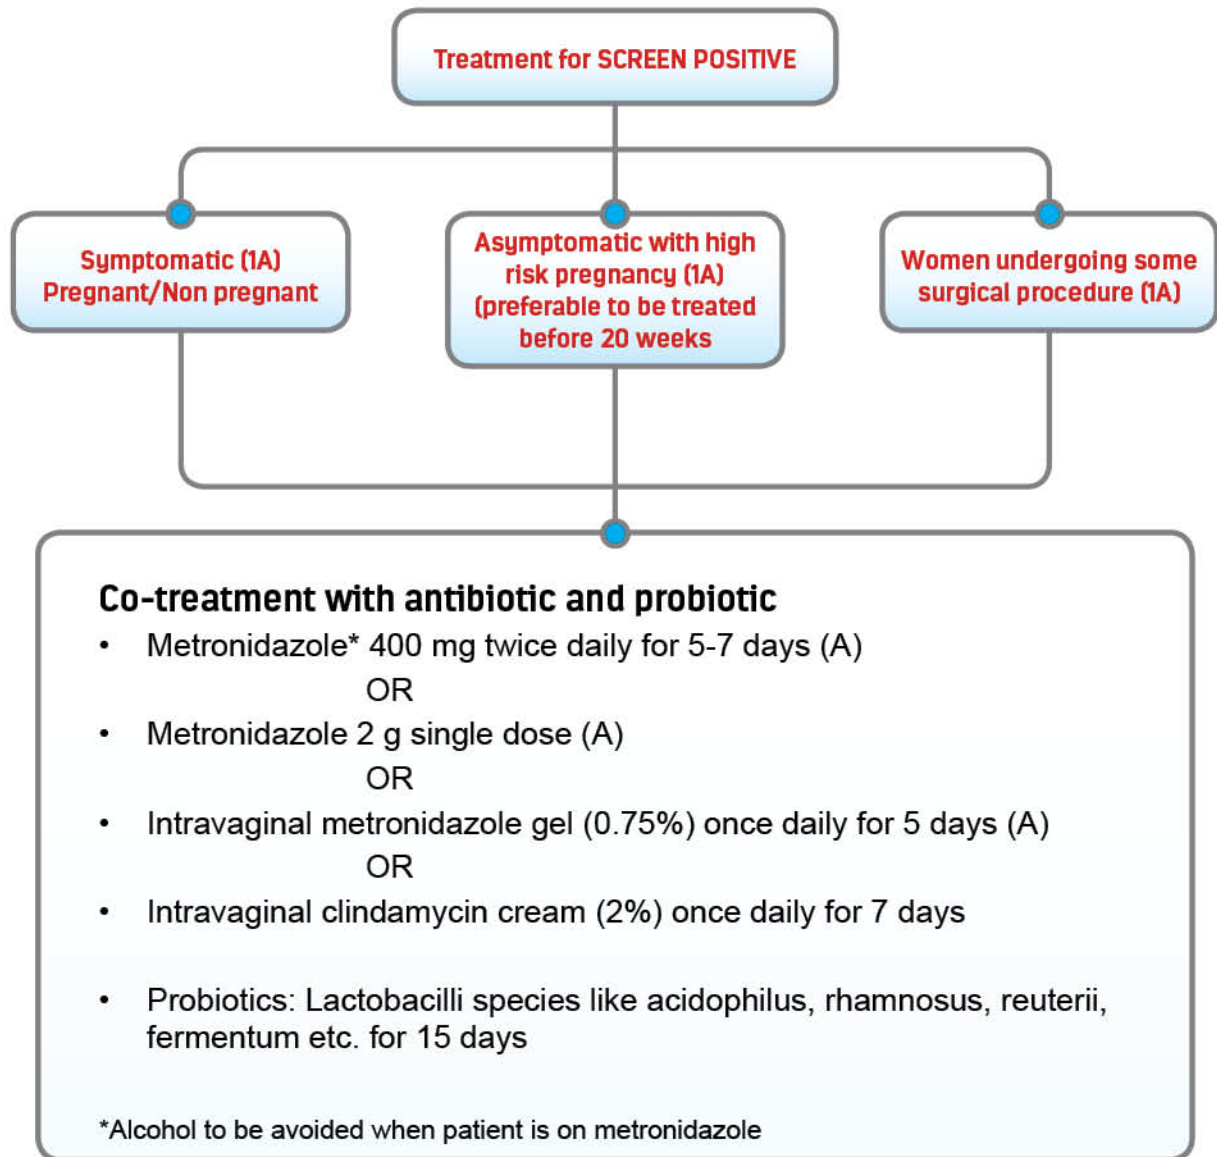 Treatment for SCREEN POSITIVE
Symptomatic (1A)
Pregnant/Non pregnant
Asymptomatic with high
risk pregnancy (1A)
(preferable to be treated
before 20 weeks
Women undergoing some
surgical procedure (1A)
Co-treatment with antibiotic and probiotic
• Metronidazole* 400 mg twice daily for 5-7 days (A)
OR
• Metronidazole 2 g single dose (A)
OR
• Intravaginal metronidazole gel (0.75%) once daily for 5 days (A)
OR
• Intravaginal clindamycin cream (2%) once daily for 7 days
• Probiotics: Lactobacilli species like acidophilus, rhamnosus, reuterii,
fermentum etc. for 15 days
*Alcohol to be avoided when patient is on metronidazole